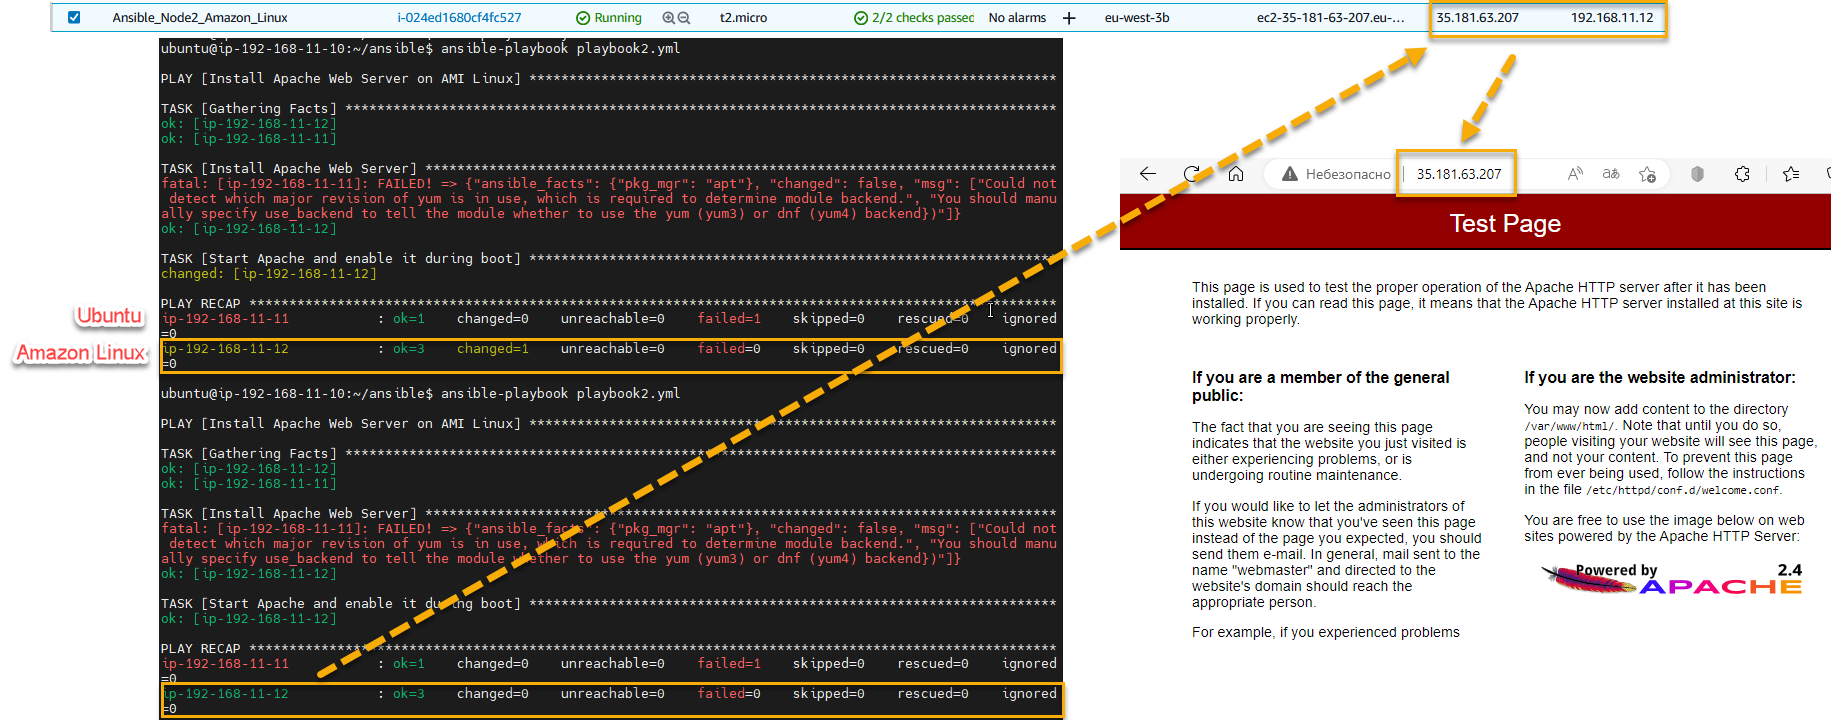 Ansible_Node2_Amazon_Linux i-024ed1680cf4fc527 Running t2.micro 2/2 checks passed No alarms + eu-west-3b ec2-35-181-63-207.eu-... 35.181.63.207 192.168.11.12
ubuntu@ip-192-168-11-10:~/ansible$ ansible-playbook playbook2.yml
PLAY [Install Apache Web Server on AMI Linux] *******************************************************************
TASK [Gathering Facts] ******************************************************************************************
ok: [ip-192-168-11-12]
ok: [ip-192-168-11-11]
TASK [Install Apache Web Server] ********************************************************************************
fatal: [ip-192-168-11-11]: FAILED! => {"ansible_facts": {"pkg_mgr": "apt"}, "changed": false, "msg": ["Could not
detect which major revision of yum is in use, which is required to determine module backend.", "You should manu
ally specify use_backend to tell the module whether to use the yum (yum3) or dnf (yum4) backend})"]}
ok: [ip-192-168-11-12]
TASK [Start Apache and enable it during boot] *******************************************************************
changed: [ip-192-168-11-12]
PLAY RECAP ******************************************************************************************************
Ubuntu
ip-192-168-11-11 : ok=1 changed=0 unreachable=0 failed=1 skipped=0 rescued=0 ignored
=0
Amazon Linux
ip-192-168-11-12 : ok=3 changed=1 unreachable=0 failed=0 skipped=0 rescued=0 ignored
=0
ubuntu@ip-192-168-11-10:~/ansible$ ansible-playbook playbook2.yml
PLAY [Install Apache Web Server on AMI Linux] *******************************************************************
TASK [Gathering Facts] ******************************************************************************************
ok: [ip-192-168-11-12]
ok: [ip-192-168-11-11]
TASK [Install Apache Web Server] ********************************************************************************
fatal: [ip-192-168-11-11]: FAILED! => {"ansible_facts": {"pkg_mgr": "apt"}, "changed": false, "msg": ["Could not
detect which major revision of yum is in use, which is required to determine module backend.", "You should manu
ally specify use_backend to tell the module whether to use the yum (yum3) or dnf (yum4) backend})"]}
ok: [ip-192-168-11-12]
TASK [Start Apache and enable it during boot] *******************************************************************
ok: [ip-192-168-11-12]
PLAY RECAP ******************************************************************************************************
ip-192-168-11-11 : ok=1 changed=0 unreachable=0 failed=1 skipped=0 rescued=0 ignored
=0
ip-192-168-11-12 : ok=3 changed=0 unreachable=0 failed=0 skipped=0 rescued=0 ignored
=0
Небезопасно 35.181.63.207 A aあ
Test Page
This page is used to test the proper operation of the Apache HTTP server after it has been
installed. If you can read this page, it means that the Apache HTTP server installed at this site is
working properly.
If you are a member of the general
public:
The fact that you are seeing this page
indicates that the website you just visited is
either experiencing problems, or is
undergoing routine maintenance.
If you would like to let the administrators of
this website know that you've seen this page
instead of the page you expected, you should
send them e-mail. In general, mail sent to the
name "webmaster" and directed to the
website's domain should reach the
appropriate person.
For example, if you experienced problems
If you are the website administrator:
You may now add content to the directory
/var/www/html/. Note that until you do so,
people visiting your website will see this page,
and not your content. To prevent this page
from ever being used, follow the instructions
in the file /etc/httpd/conf.d/welcome.conf.
You are free to use the image below on web
sites powered by the Apache HTTP Server:
Powered by 2.4
APACHE